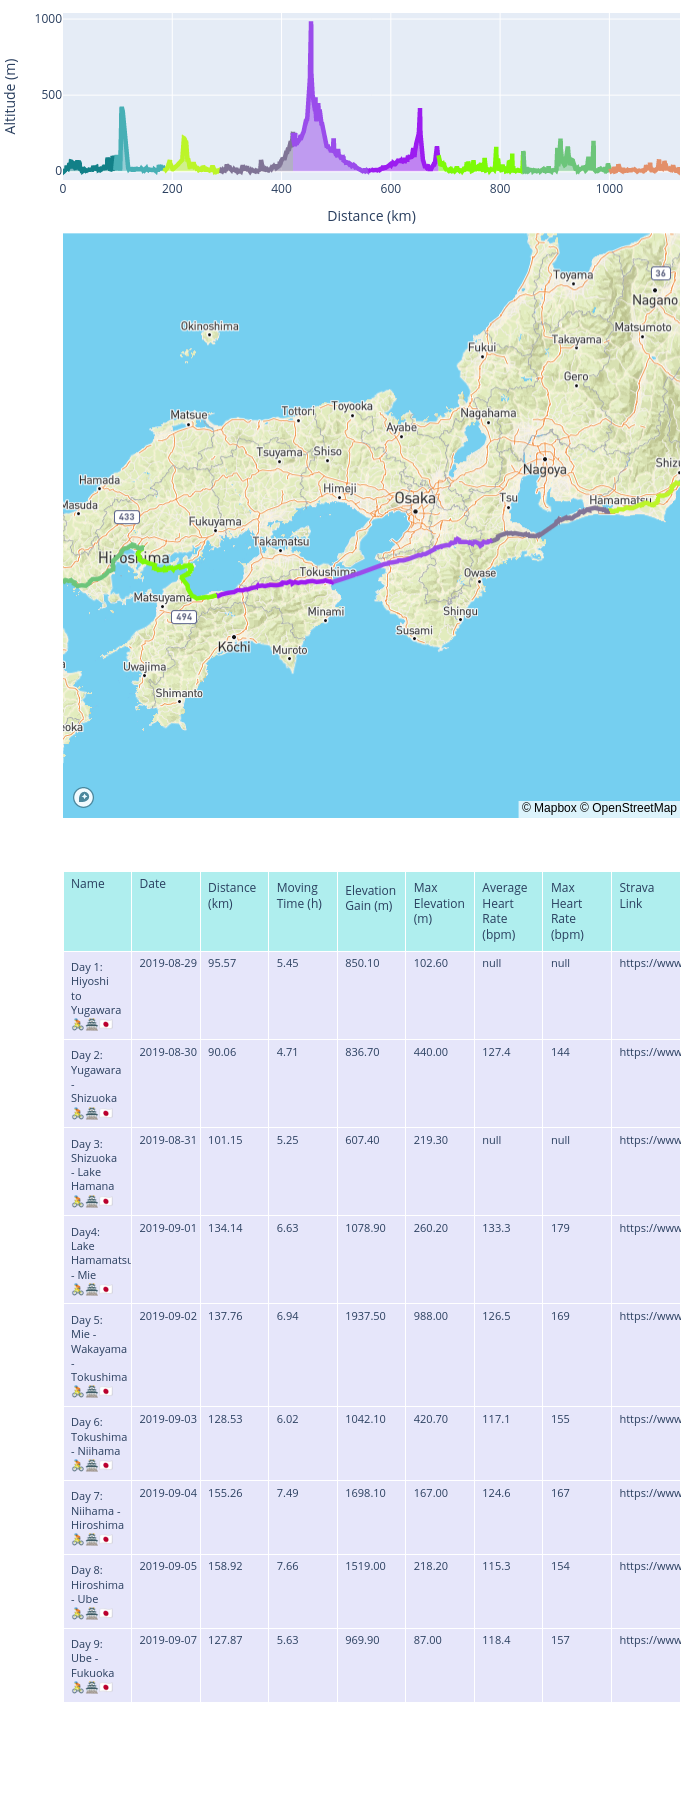 1000
500
0
Altitude (m)
0 200 400 600 800 1000
Distance (km)
Toyama
36
Nagano
Okinoshima
Matsumoto
Takayama
Fukui
Gero
Matsue
Tottori
Toyooka
Nagahama
Ayabe
Tsuyama
Shiso
Nagoya
Shizu
Hamada
Himeji
Osaka
Tsu
Hamamatsu
Masuda
433
Fukuyama
Takamatsu
Hiroshima
Tokushima
Owase
Matsuyama
494
Minami
Shingu
Susami
Kōchi
Muroto
Uwajima
Shimanto
eoka
© Mapbox © OpenStreetMap
Name
Date
Distance
(km)
Moving
Time (h)
Elevation
Gain (m)
Max
Elevation
(m)
Average
Heart
Rate
(bpm)
Max
Heart
Rate
(bpm)
Strava
Link
Day 1:
Hiyoshi
to
Yugawara
🚴🏯🇯🇵
2019-08-29 95.57 5.45 850.10 102.60 null null https://www
Day 2:
Yugawara
-
Shizuoka
🚴🏯🇯🇵
2019-08-30 90.06 4.71 836.70 440.00 127.4 144 https://www
Day 3:
Shizuoka
- Lake
Hamana
🚴🏯🇯🇵
2019-08-31 101.15 5.25 607.40 219.30 null null https://www
Day4:
Lake
Hamamatsu
- Mie
🚴🏯🇯🇵
2019-09-01 134.14 6.63 1078.90 260.20 133.3 179 https://www
Day 5:
Mie -
Wakayama
-
Tokushima
🚴🏯🇯🇵
2019-09-02 137.76 6.94 1937.50 988.00 126.5 169 https://www
Day 6:
Tokushima
- Niihama
🚴🏯🇯🇵
2019-09-03 128.53 6.02 1042.10 420.70 117.1 155 https://www
Day 7:
Niihama -
Hiroshima
🚴🏯🇯🇵
2019-09-04 155.26 7.49 1698.10 167.00 124.6 167 https://www
Day 8:
Hiroshima
- Ube
🚴🏯🇯🇵
2019-09-05 158.92 7.66 1519.00 218.20 115.3 154 https://www
Day 9:
Ube -
Fukuoka
🚴🏯🇯🇵
2019-09-07 127.87 5.63 969.90 87.00 118.4 157 https://www